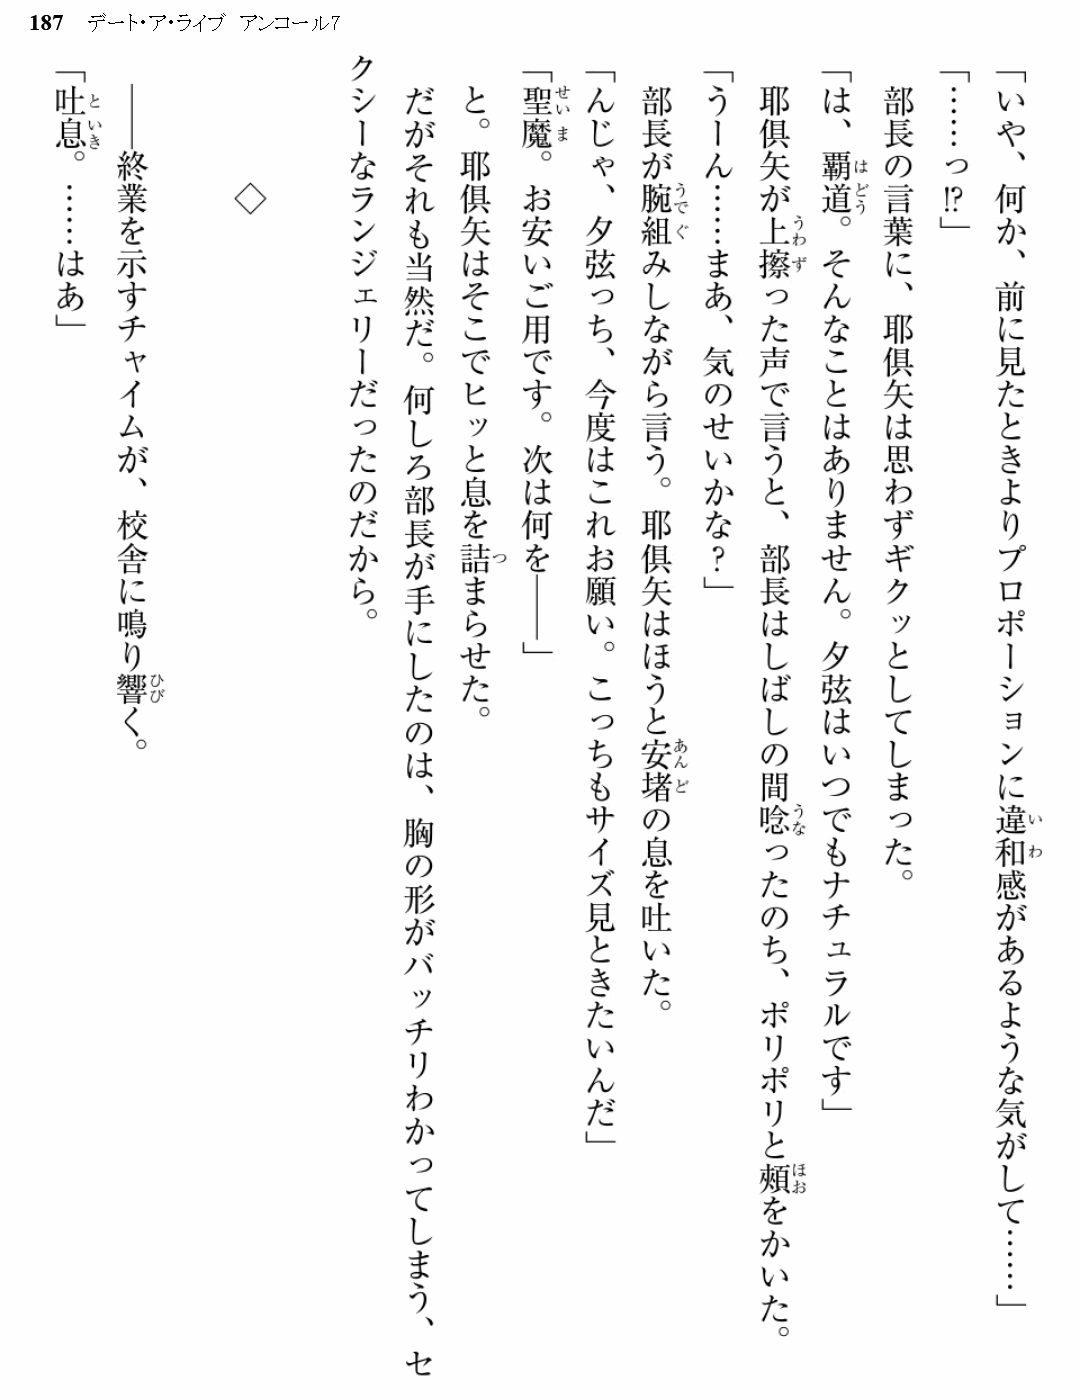 187 デート・ア・ライブ アンコール7
「いや、何か、前に見たときよりプロポーションに違和感があるような気がして……」
「……っ!?」
部長の言葉に、耶倶矢は思わずギクッとしてしまった。
「は、覇道。そんなことはありません。夕弦はいつでもナチュラルです」
耶倶矢が上擦った声で言うと、部長はしばしの間唸ったのち、ポリポリと頰をかいた。
「うーん……まあ、気のせいかな?」
部長が腕組みしながら言う。耶倶矢はほうと安堵の息を吐いた。
「んじゃ、夕弦っち、今度はこれお願い。こっちもサイズ見ときたいんだ」
「聖魔。お安いご用です。次は何を――」
と。耶倶矢はそこでヒッと息を詰まらせた。
だがそれも当然だ。何しろ部長が手にしたのは、胸の形がバッチリわかってしまう、セ
クシーなランジェリーだったのだから。
◇
――終業を示すチャイムが、校舎に鳴り響く。
「吐息。……はあ」